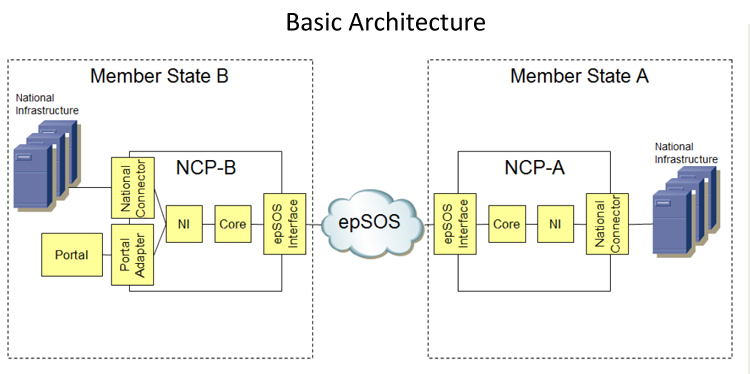 Basic Architecture
Member State B
National
Infrastructure
NCP-B
National
Connector
NI
Core
epSOS
Interface
Portal
Portal
Adapter
epSOS
Member State A
NCP-A
epSOS
Interface
Core
NI
National
Connector
National
Infrastructure